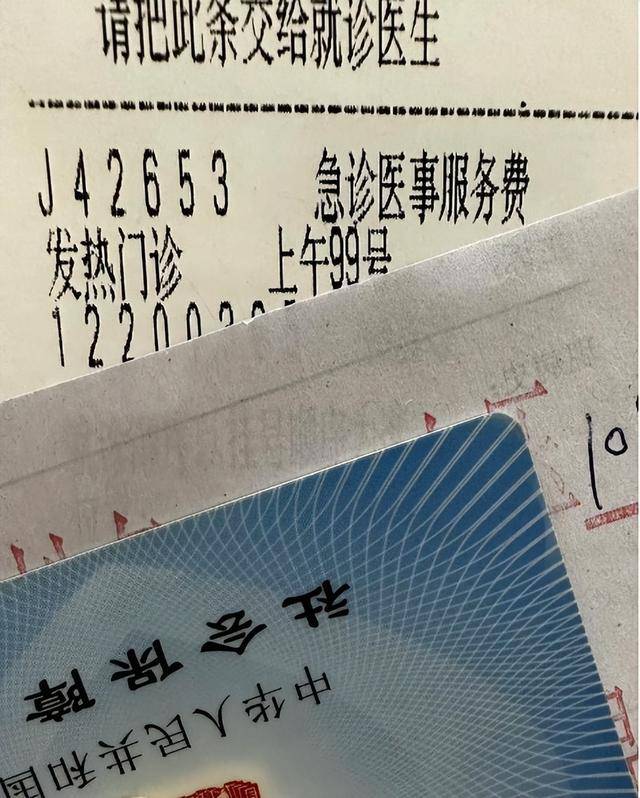 请把此条交给就诊医生
J42653 急诊医事服务费
发热门诊 上午99号
12200
10
社会保障
中华人民共和国